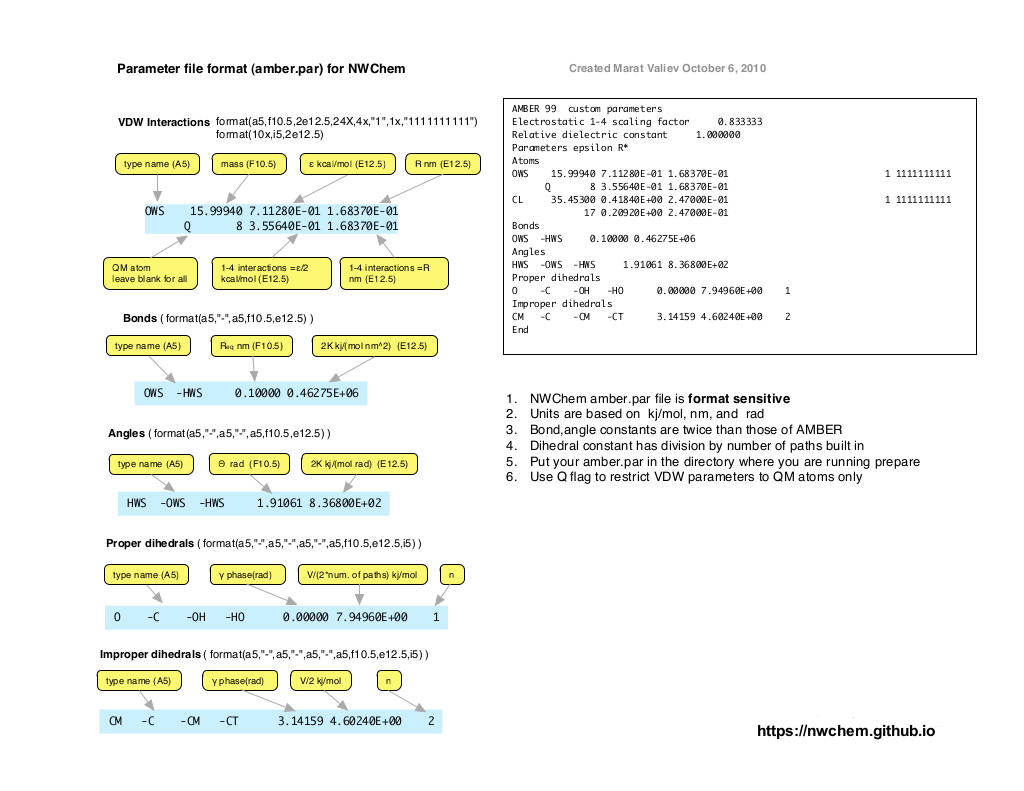 Parameter file format (amber.par) for NWChem
Created Marat Valiev October 6, 2010
VDW Interactions format(a5,f10.5,2e12.5,24X,4x,"1",1x,"1111111111")
format(10x,i5,2e12.5)
type name (A5) mass (F10.5) ε kcal/mol (E12.5) R nm (E12.5)
OWS 15.99940 7.11280E-01 1.68370E-01
Q 8 3.55640E-01 1.68370E-01
QM atom
leave blank for all
1-4 interactions =ε/2
kcal/mol (E12.5)
1-4 interactions =R
nm (E12.5)
Bonds ( format(a5,"-",a5,f10.5,e12.5) )
type name (A5) Req nm (F10.5) 2K kj/(mol nm^2) (E12.5)
OWS -HWS 0.10000 0.46275E+06
Angles ( format(a5,"-",a5,"-",a5,f10.5,e12.5) )
type name (A5) Θ rad (F10.5) 2K kj/(mol rad) (E12.5)
HWS -OWS -HWS 1.91061 8.36800E+02
Proper dihedrals ( format(a5,"-",a5,"-",a5,"-",a5,f10.5,e12.5,i5) )
type name (A5) γ phase(rad) V/(2*num. of paths) kj/mol n
O -C -OH -HO 0.00000 7.94960E+00 1
Improper dihedrals ( format(a5,"-",a5,"-",a5,"-",a5,f10.5,e12.5,i5) )
type name (A5) γ phase(rad) V/2 kj/mol n
CM -C -CM -CT 3.14159 4.60240E+00 2
AMBER 99 custom parameters
Electrostatic 1-4 scaling factor 0.833333
Relative dielectric constant 1.000000
Parameters epsilon R*
Atoms
OWS 15.99940 7.11280E-01 1.68370E-01 1 1111111111
Q 8 3.55640E-01 1.68370E-01
CL 35.45300 0.41840E+00 2.47000E-01 1 1111111111
17 0.20920E+00 2.47000E-01
Bonds
OWS -HWS 0.10000 0.46275E+06
Angles
HWS -OWS -HWS 1.91061 8.36800E+02
Proper dihedrals
O -C -OH -HO 0.00000 7.94960E+00 1
Improper dihedrals
CM -C -CM -CT 3.14159 4.60240E+00 2
End
1. NWChem amber.par file is format sensitive
2. Units are based on kj/mol, nm, and rad
3. Bond,angle constants are twice than those of AMBER
4. Dihedral constant has division by number of paths built in
5. Put your amber.par in the directory where you are running prepare
6. Use Q flag to restrict VDW parameters to QM atoms only
https://nwchem.github.io